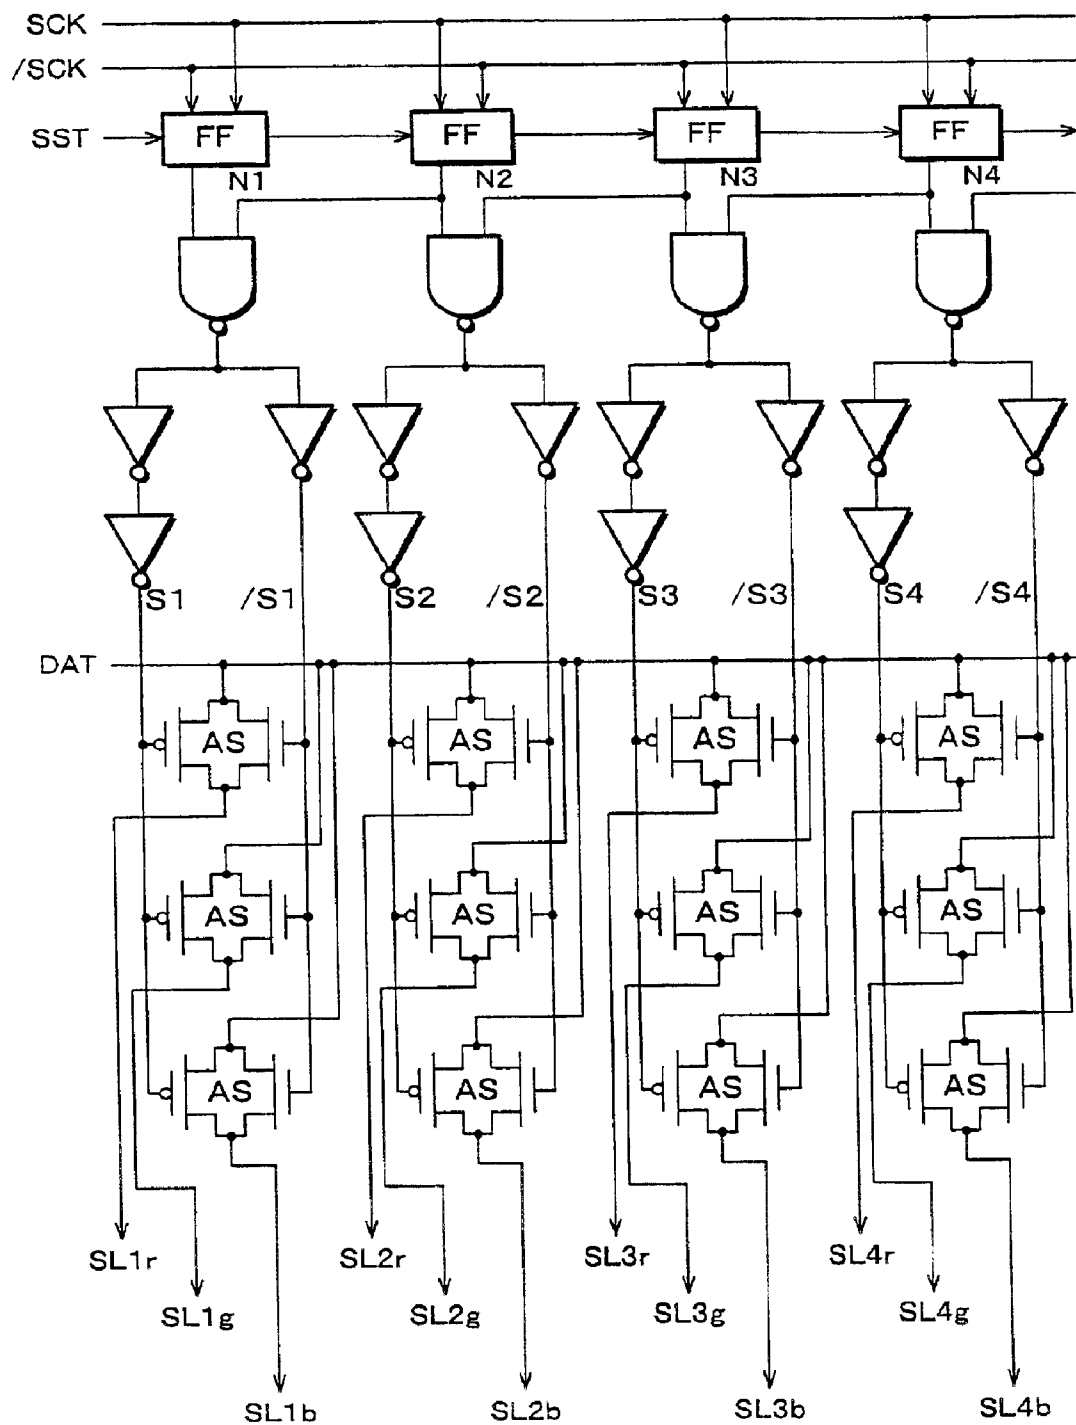 SCK
/SCK
SST FF FF FF FF
N1 N2 N3 N4
S1 /S1 S2 /S2 S3 /S3 S4 /S4
DAT
AS AS AS AS
AS AS AS AS
AS AS AS AS
SL1r SL2r SL3r SL4r
SL1g SL2g SL3g SL4g
SL1b SL2b SL3b SL4b